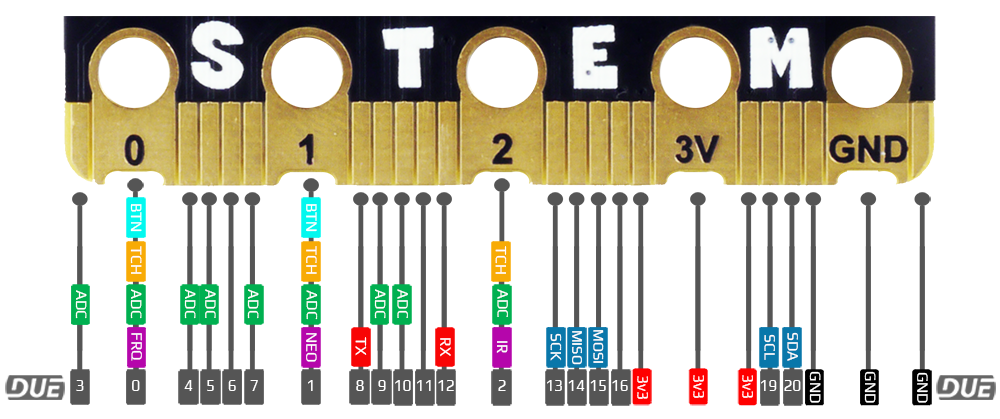 S T E M
0 1 2 3V GND
BTN BTN
TCH TCH TCH
ADC ADC ADC ADC ADC ADC ADC ADC ADC
FRQ NEO TX RX IR SCK MISO MOSI SCL SDA
DUE 3 0 4 5 6 7 1 8 9 10 11 12 2 13 14 15 16 3V3 3V3 3V3 19 20 GND GND GND DUE